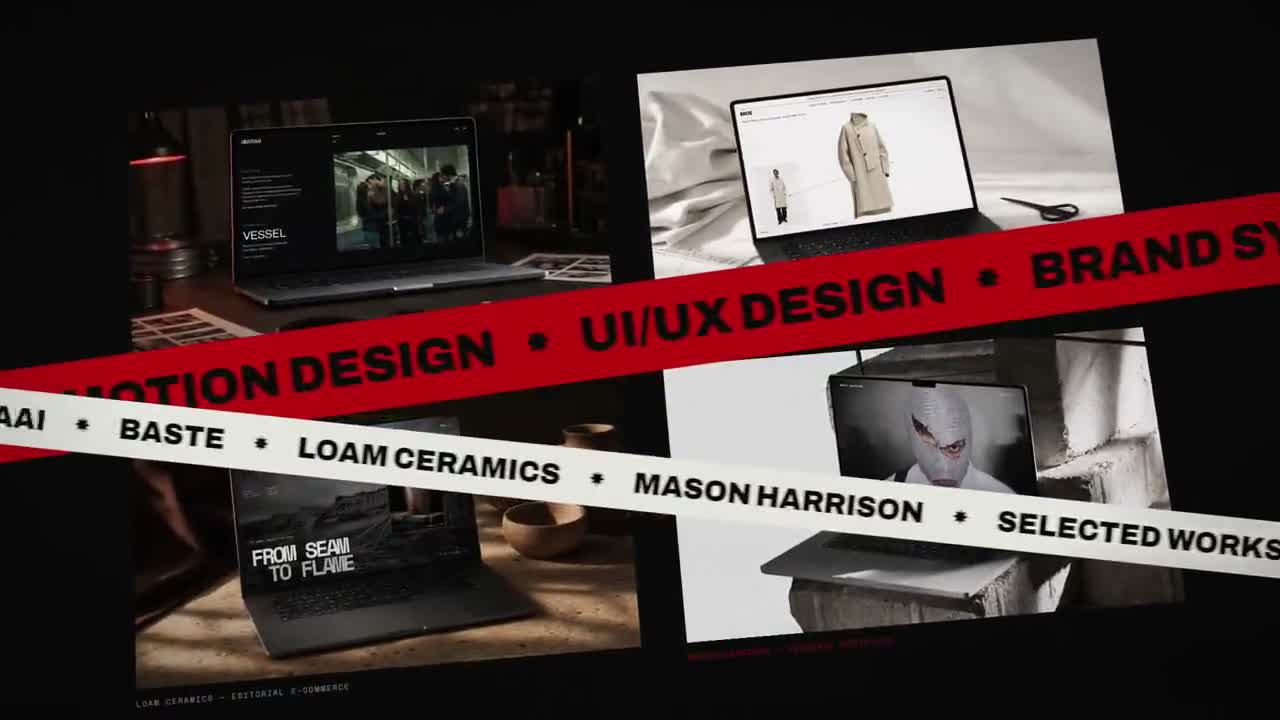 VESSEL
BASTE
MOTION DESIGN * UI/UX DESIGN * BRAND SY
AAI * BASTE * LOAM CERAMICS * MASON HARRISON * SELECTED WORKS
FROM SEAM
TO FLAME
LOAM CERAMICS — EDITORIAL E-COMMERCE